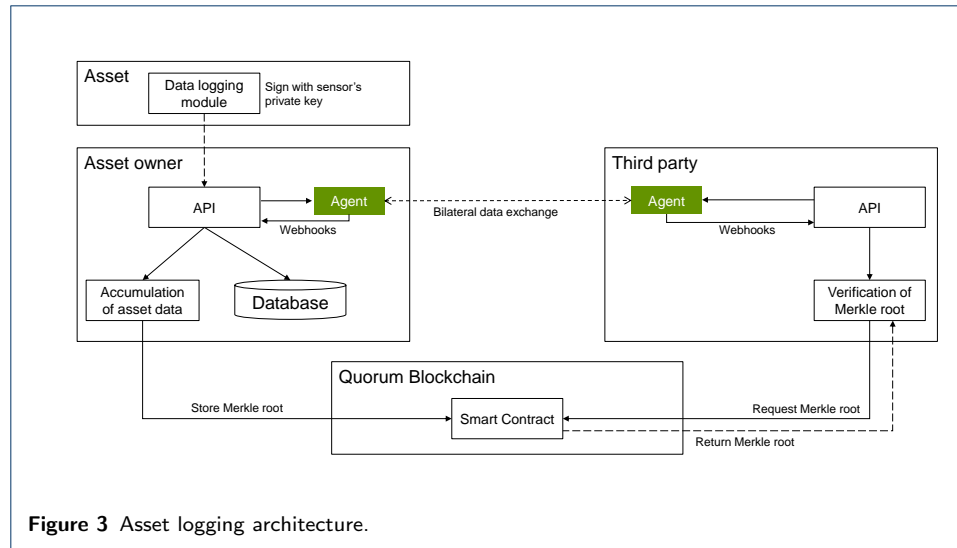 Asset
Data logging
module
Sign with sensor's
private key
Asset owner
API
Agent
Webhooks
Accumulation
of asset data
Database
Bilateral data exchange
Third party
Agent
API
Webhooks
Verification of
Merkle root
Quorum Blockchain
Store Merkle root
Smart Contract
Request Merkle root
Return Merkle root
Figure 3 Asset logging architecture.